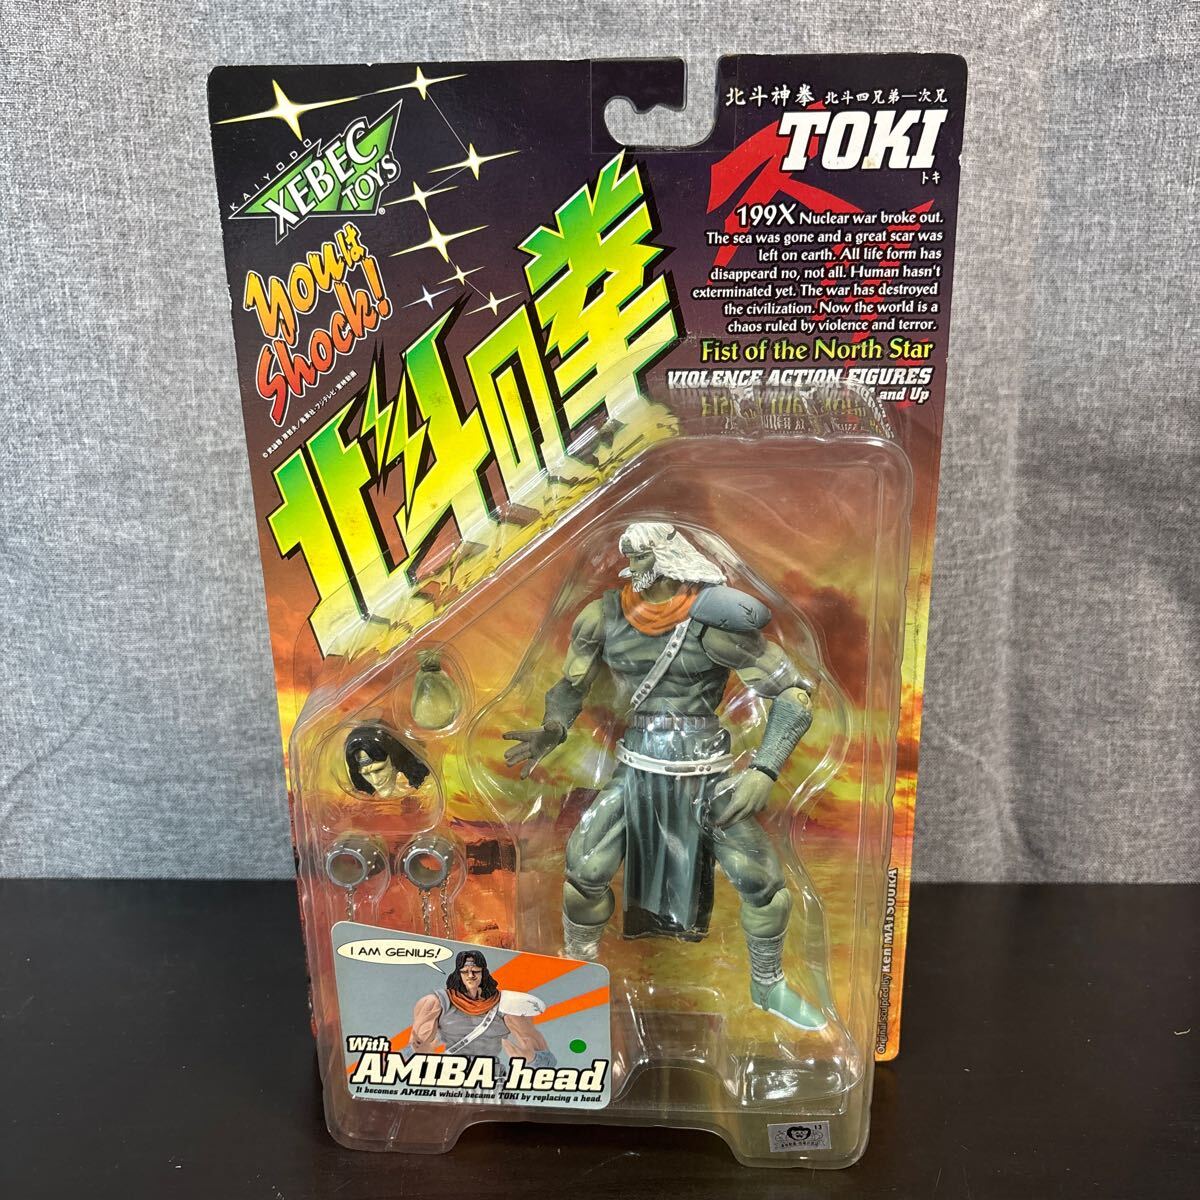 KAIYODO
XEBEC
TOYS
®
youは
Shock!
北斗の拳
北斗神拳 北斗四兄弟一次兄
TOKI
トキ
199X Nuclear war broke out.
The sea was gone and a great scar was
left on earth. All life form has
disappeard no, not all. Human hasn't
exterminated yet. The war has destroyed
the civilization. Now the world is a
chaos ruled by violence and terror.
Fist of the North Star
VIOLENCE ACTION FIGURES
and Up
I AM GENIUS!
With
AMIBA head
It becomes AMIBA which became TOKI by replacing a head.
Original sculpted by Ken MATSUURA
13